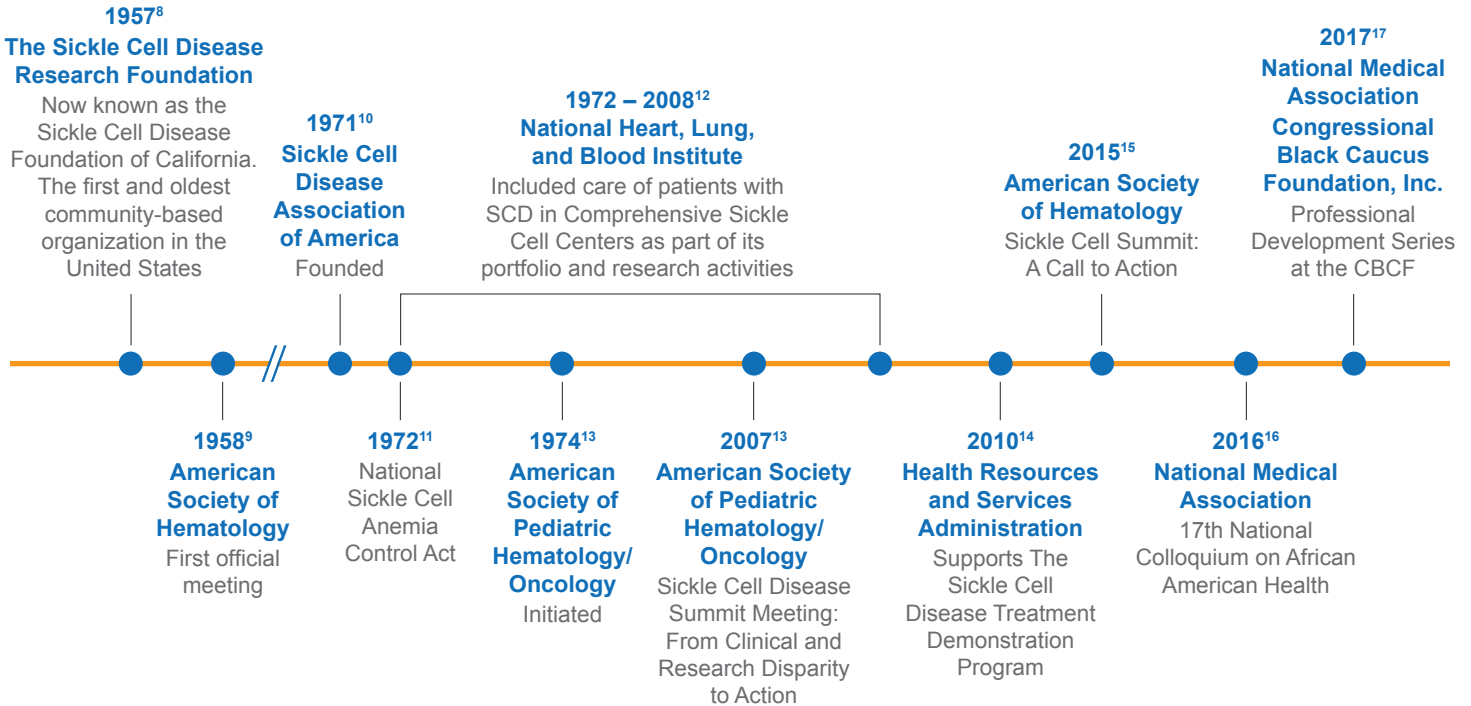 1957⁸
The Sickle Cell Disease
Research Foundation
Now known as the
Sickle Cell Disease
Foundation of California.
The first and oldest
community-based
organization in the
United States
1971¹⁰
Sickle Cell
Disease
Association
of America
Founded
1972 – 2008¹²
National Heart, Lung,
and Blood Institute
Included care of patients with
SCD in Comprehensive Sickle
Cell Centers as part of its
portfolio and research activities
2015¹⁵
American Society
of Hematology
Sickle Cell Summit:
A Call to Action
2017¹⁷
National Medical
Association
Congressional
Black Caucus
Foundation, Inc.
Professional
Development Series
at the CBCF
1958⁹
American
Society of
Hematology
First official
meeting
1972¹¹
National
Sickle Cell
Anemia
Control Act
1974¹³
American
Society of
Pediatric
Hematology/
Oncology
Initiated
2007¹³
American Society
of Pediatric
Hematology/
Oncology
Sickle Cell Disease
Summit Meeting:
From Clinical and
Research Disparity
to Action
2010¹⁴
Health Resources
and Services
Administration
Supports The
Sickle Cell
Disease Treatment
Demonstration
Program
2016¹⁶
National Medical
Association
17th National
Colloquium on African
American Health